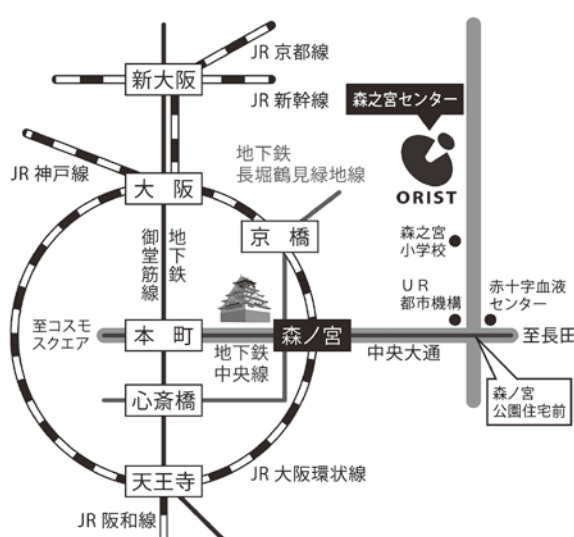 JR 京都線
新大阪
JR 新幹線
森之宮センター
JR 神戸線
地下鉄
長堀鶴見緑地線
ORIST
大阪
京橋
森之宮
小学校
地下鉄
御堂筋線
UR
都市機構
赤十字血液
センター
至コスモ
スクエア
本町
地下鉄
中央線
森ノ宮
中央大通
至長田
心斎橋
森ノ宮
公園住宅前
天王寺
JR 大阪環状線
JR 阪和線